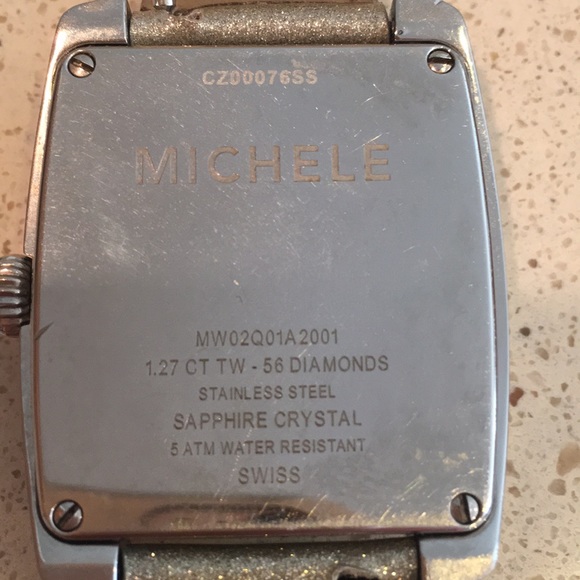 CZ00076SS
MICHELE
MW02Q01A2001
1.27 CT TW - 56 DIAMONDS
STAINLESS STEEL
SAPPHIRE CRYSTAL
5 ATM WATER RESISTANT
SWISS